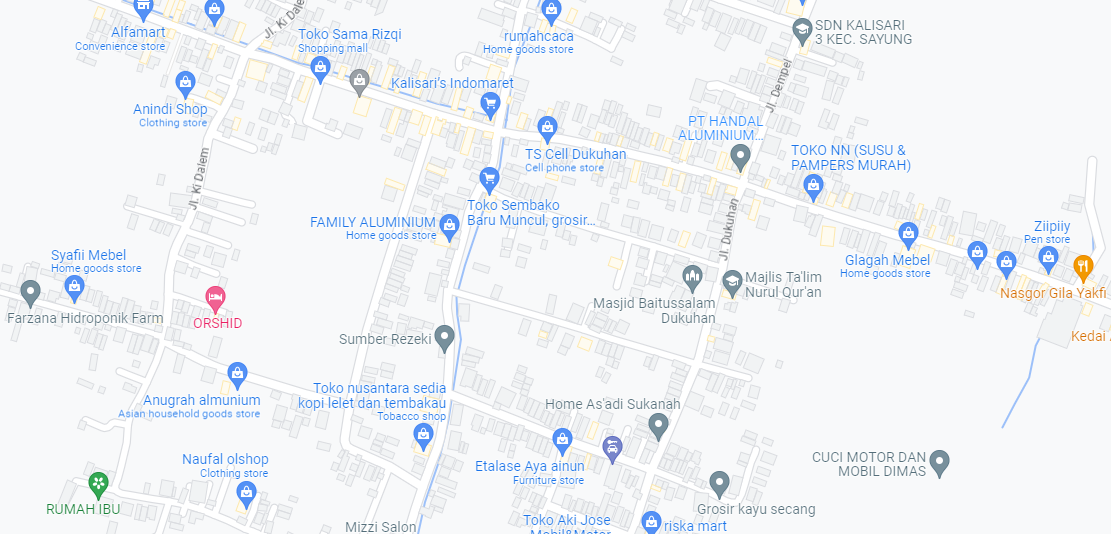 Alfamart
Convenience store
Jl. Ki Dalem
Toko Sama Rizqi
Shopping mall
rumahcaca
Home goods store
SDN KALISARI
3 KEC. SAYUNG
Anindi Shop
Clothing store
Kalisari's Indomaret
Jl. Dempel
PT HANDAL
ALUMINIUM...
TS Cell Dukuhan
Cell phone store
TOKO NN (SUSU &
PAMPERS MURAH)
Jl. Ki Dalem
FAMILY ALUMINIUM
Home goods store
Toko Sembako
Baru Muncul, grosir...
Jl. Dukuhan
Ziipiiy
Pen store
Glagah Mebel
Home goods store
Syafii Mebel
Home goods store
Majlis Ta'lim
Nurul Qur'an
Nasgor Gila Yakfi
Masjid Baitussalam
Dukuhan
Farzana Hidroponik Farm
ORSHID
Sumber Rezeki
Kedai
Toko nusantara sedia
kopi lelet dan tembakau
Tobacco shop
Anugrah almunium
Asian household goods store
Home As'adi Sukanah
Naufal olshop
Clothing store
Etalase Aya ainun
Furniture store
CUCI MOTOR DAN
MOBIL DIMAS
RUMAH IBU
Grosir kayu secang
Mizzi Salon
Toko Aki Jose
Mobil&Motor
riska mart